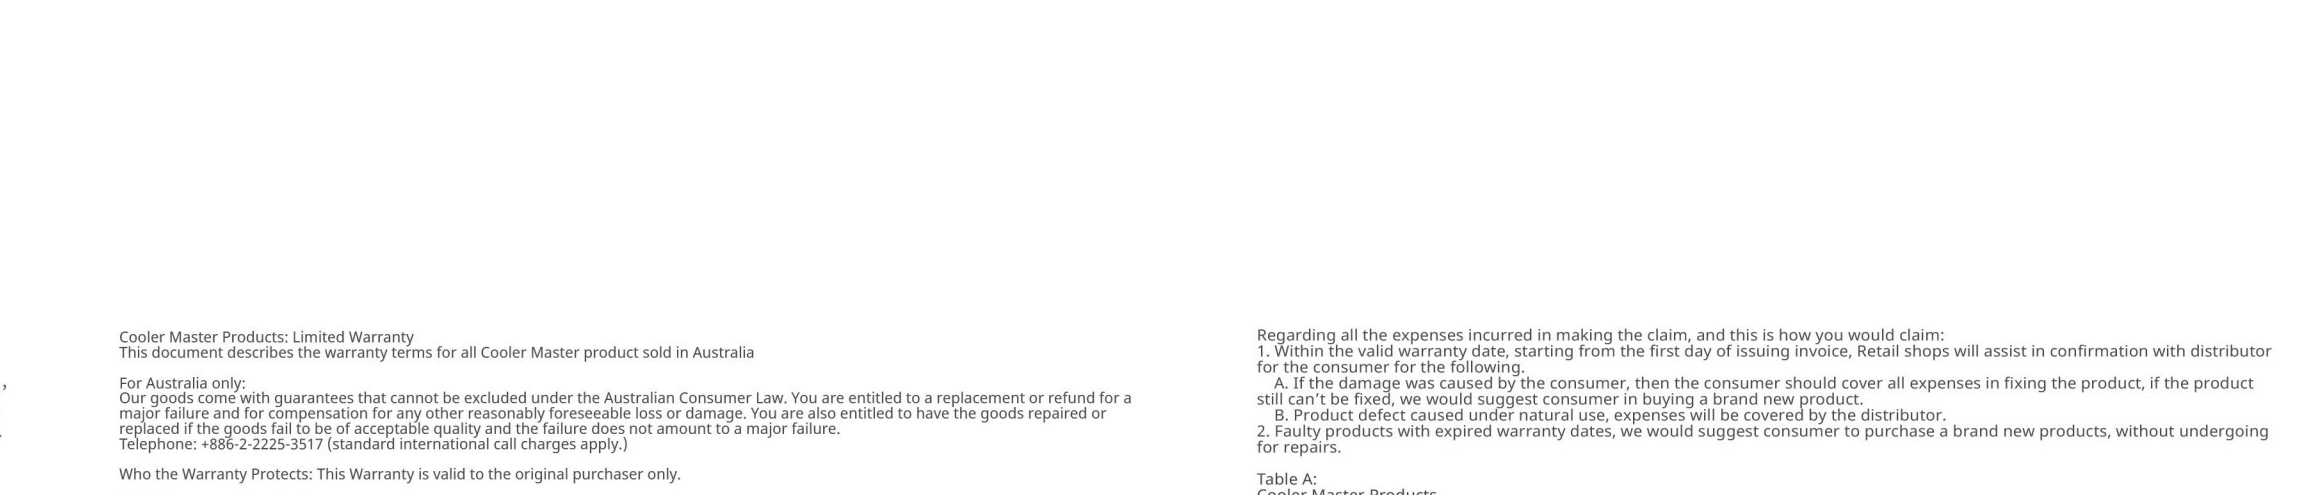 Cooler Master Products: Limited Warranty
This document describes the warranty terms for all Cooler Master product sold in Australia
For Australia only:
Our goods come with guarantees that cannot be excluded under the Australian Consumer Law. You are entitled to a replacement or refund for a
major failure and for compensation for any other reasonably foreseeable loss or damage. You are also entitled to have the goods repaired or
replaced if the goods fail to be of acceptable quality and the failure does not amount to a major failure.
Telephone: +886-2-2225-3517 (standard international call charges apply.)
Who the Warranty Protects: This Warranty is valid to the original purchaser only.
Regarding all the expenses incurred in making the claim, and this is how you would claim:
1. Within the valid warranty date, starting from the first day of issuing invoice, Retail shops will assist in confirmation with distributor
for the consumer for the following.
A. If the damage was caused by the consumer, then the consumer should cover all expenses in fixing the product, if the product
still can’t be fixed, we would suggest consumer in buying a brand new product.
B. Product defect caused under natural use, expenses will be covered by the distributor.
2. Faulty products with expired warranty dates, we would suggest consumer to purchase a brand new products, without undergoing
for repairs.
Table A:
Cooler Master Products